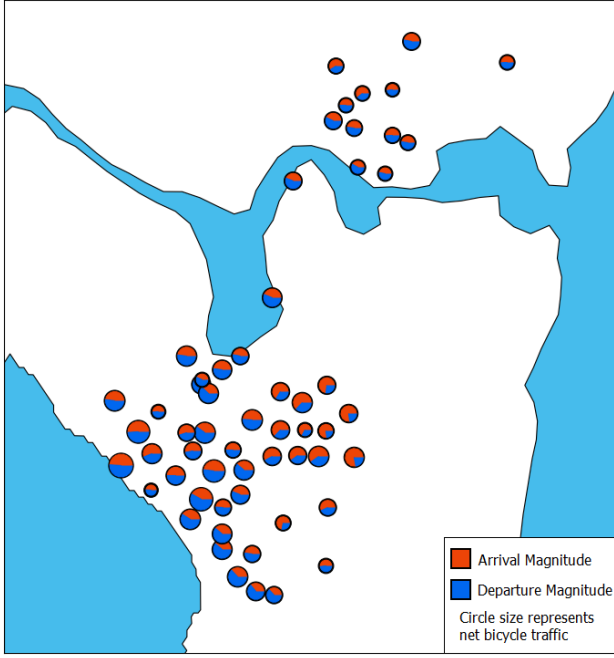 Arrival Magnitude
Departure Magnitude
Circle size represents
net bicycle traffic